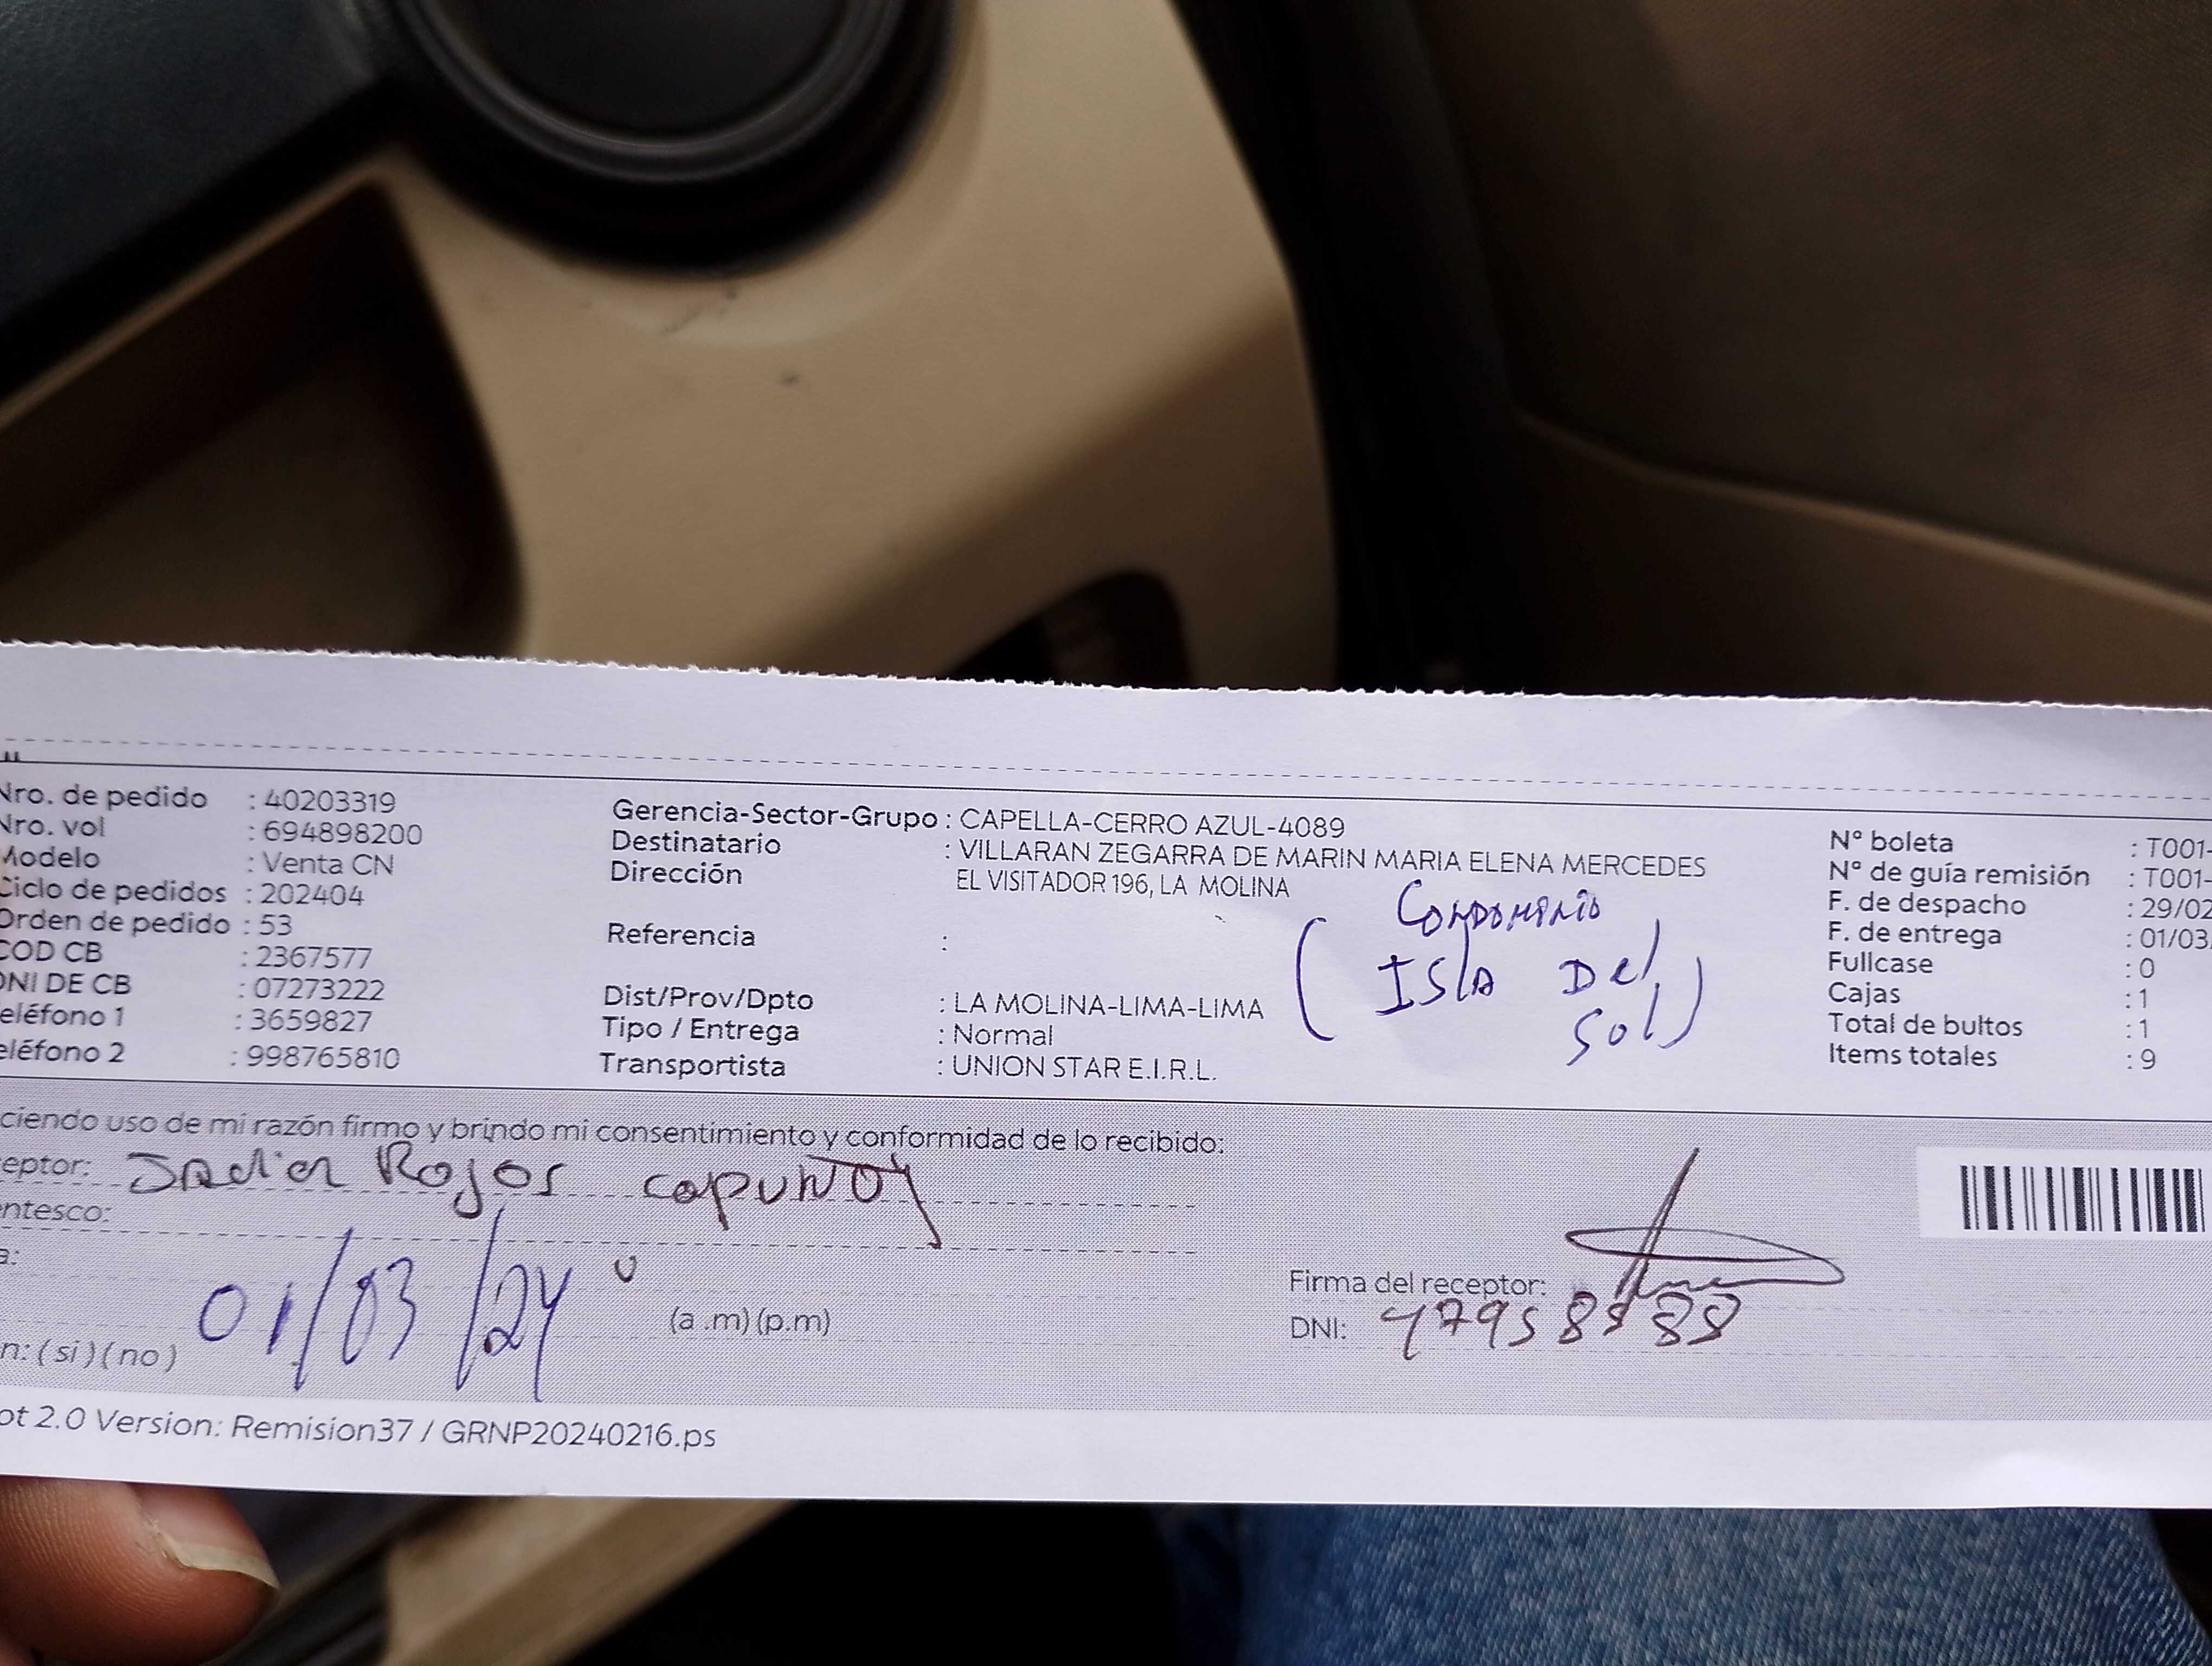 Nro. de pedido : 40203319
Nro. vol : 694898200
Modelo : Venta CN
Ciclo de pedidos : 202404
Orden de pedido : 53
COD CB : 2367577
DNI DE CB : 07273222
eléfono 1 : 3659827
eléfono 2 : 998765810
Gerencia-Sector-Grupo : CAPELLA-CERRO AZUL-4089
Destinatario : VILLARAN ZEGARRA DE MARIN MARIA ELENA MERCEDES
Dirección EL VISITADOR 196, LA MOLINA
Referencia :
Dist/Prov/Dpto : LA MOLINA-LIMA-LIMA
Tipo / Entrega : Normal
Transportista : UNION STAR E.I.R.L.
(Condominio
Isla Del
Sol)
N° boleta : T001-
N° de guía remisión : T001-
F. de despacho : 29/02
F. de entrega : 01/03
Fullcase : 0
Cajas : 1
Total de bultos : 1
Items totales : 9
ciendo uso de mi razón firmo y brindo mi consentimiento y conformidad de lo recibido:
eptor: Rojos
entesco:
a:
01/03/24
(a .m) (p.m)
n: ( si ) ( no )
Firma del receptor:
DNI:
ot 2.0 Version: Remision37 / GRNP20240216.ps